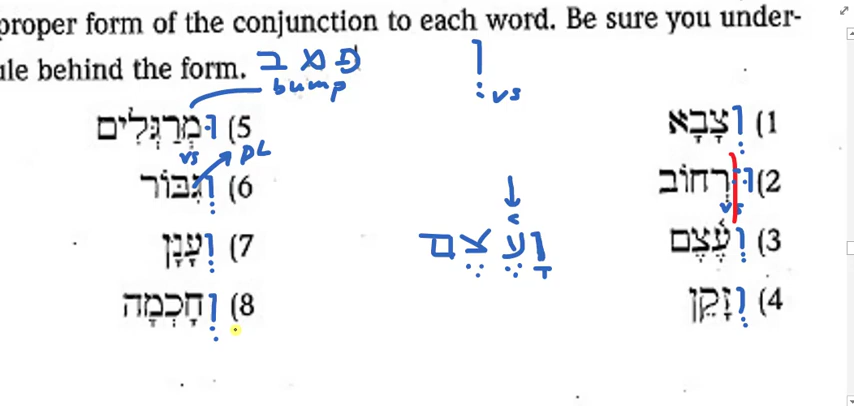 proper form of the conjunction to each word. Be sure you under-
ule behind the form. פ מ ב
bump
וְ
vs
1) וְצָבָא
2) וּרְחוֹב
vs
3) וְעֶצֶם
4) וְזָקֵן
5) וּמְרַגְּלִים
vs PL
6) וְגִבּוֹר
7) וְעָנָן
8) וְחָכְמָה
וָעֶצֶם